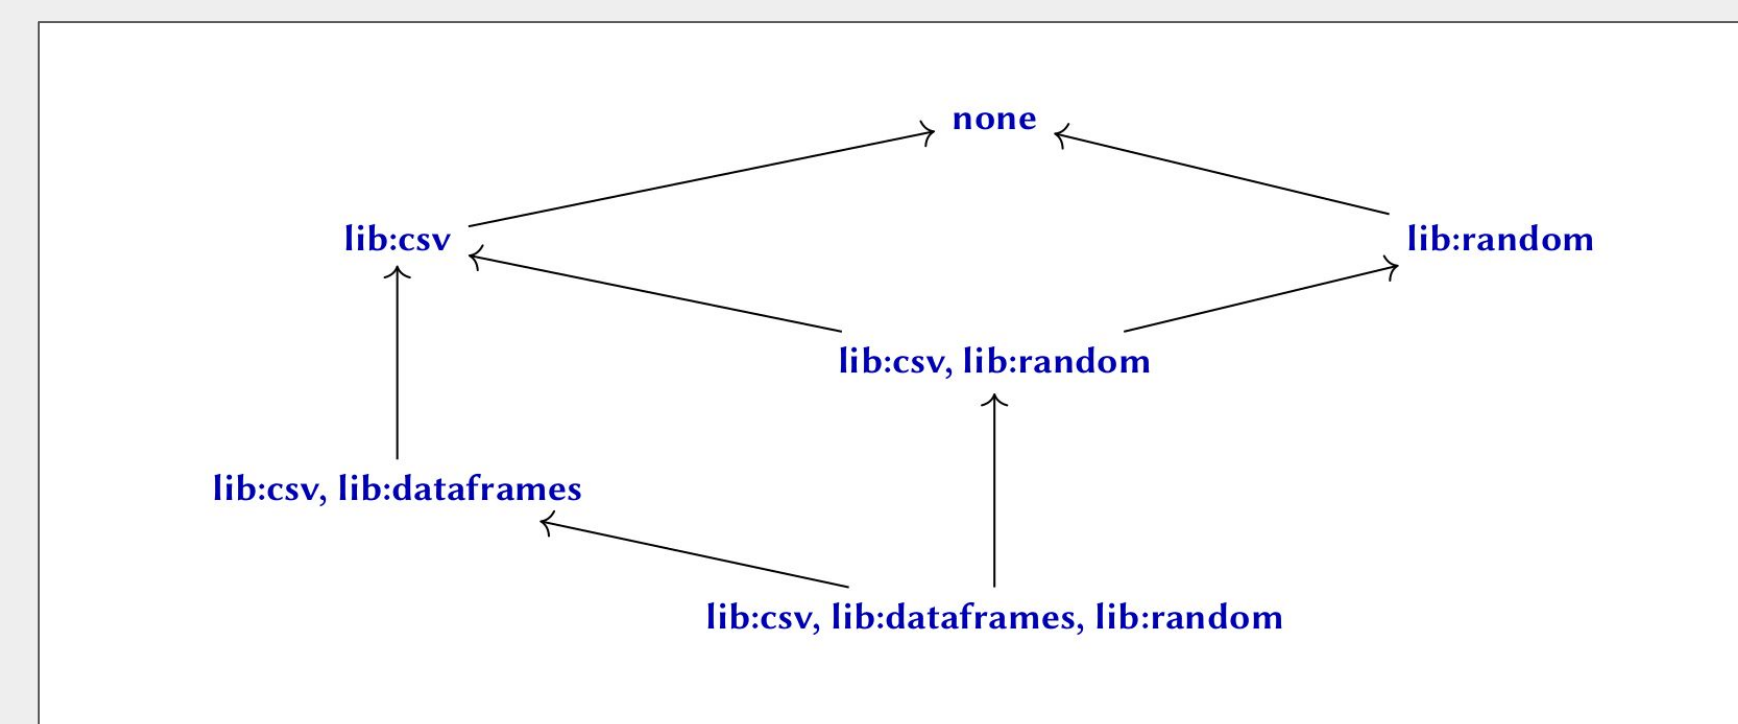 none
lib:csv
lib:random
lib:csv, lib:random
lib:csv, lib:dataframes
lib:csv, lib:dataframes, lib:random